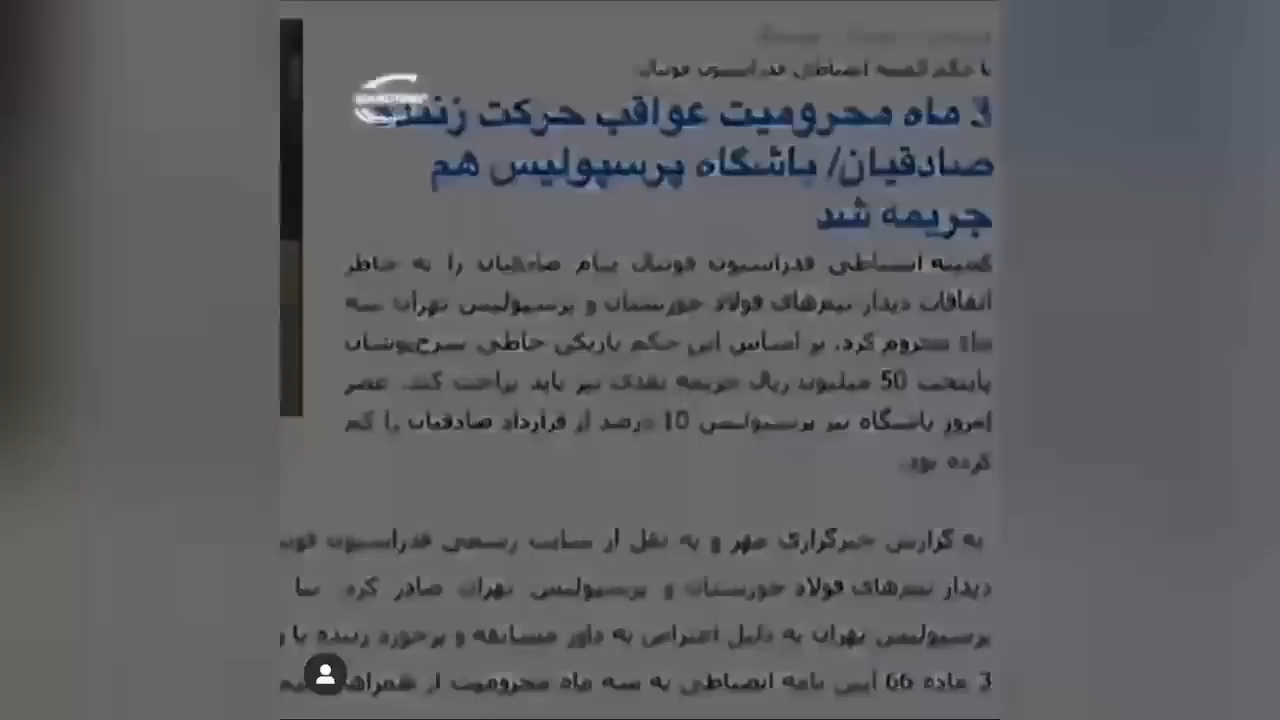 با حکم کمیته انضباطی فدراسیون فوتبال
3 ماه محرومیت عواقب حرکت زننده
صادقیان/ باشگاه پرسپولیس هم
جریمه شد
کمیته انضباطی فدراسیون فوتبال پیام صادقیان را به خاطر
اتفاقات دیدار تیم‌های فولاد خوزستان و پرسپولیس تهران سه
ماه محروم کرد. بر اساس این حکم بازیکن خاطی سرخ‌پوشان
پایتخت 50 میلیون ریال جریمه نقدی نیز باید پراخت کند. عصر
امروز باشگاه نیز پرسپولیس 10 درصد از قرارداد صادقیان را کم
کرده بود.
به گزارش خبرگزاری مهر و به نقل از سایت رسمی فدراسیون
دیدار تیم‌های فولاد خوزستان و پرسپولیس تهران صادر کرد.
پرسپولیس تهران به دلیل اعتراض به داور مسابقه و برخورد زننده با
3 ماده 66 آیین نامه انضباطی به سه ماه محرومیت از همراهی